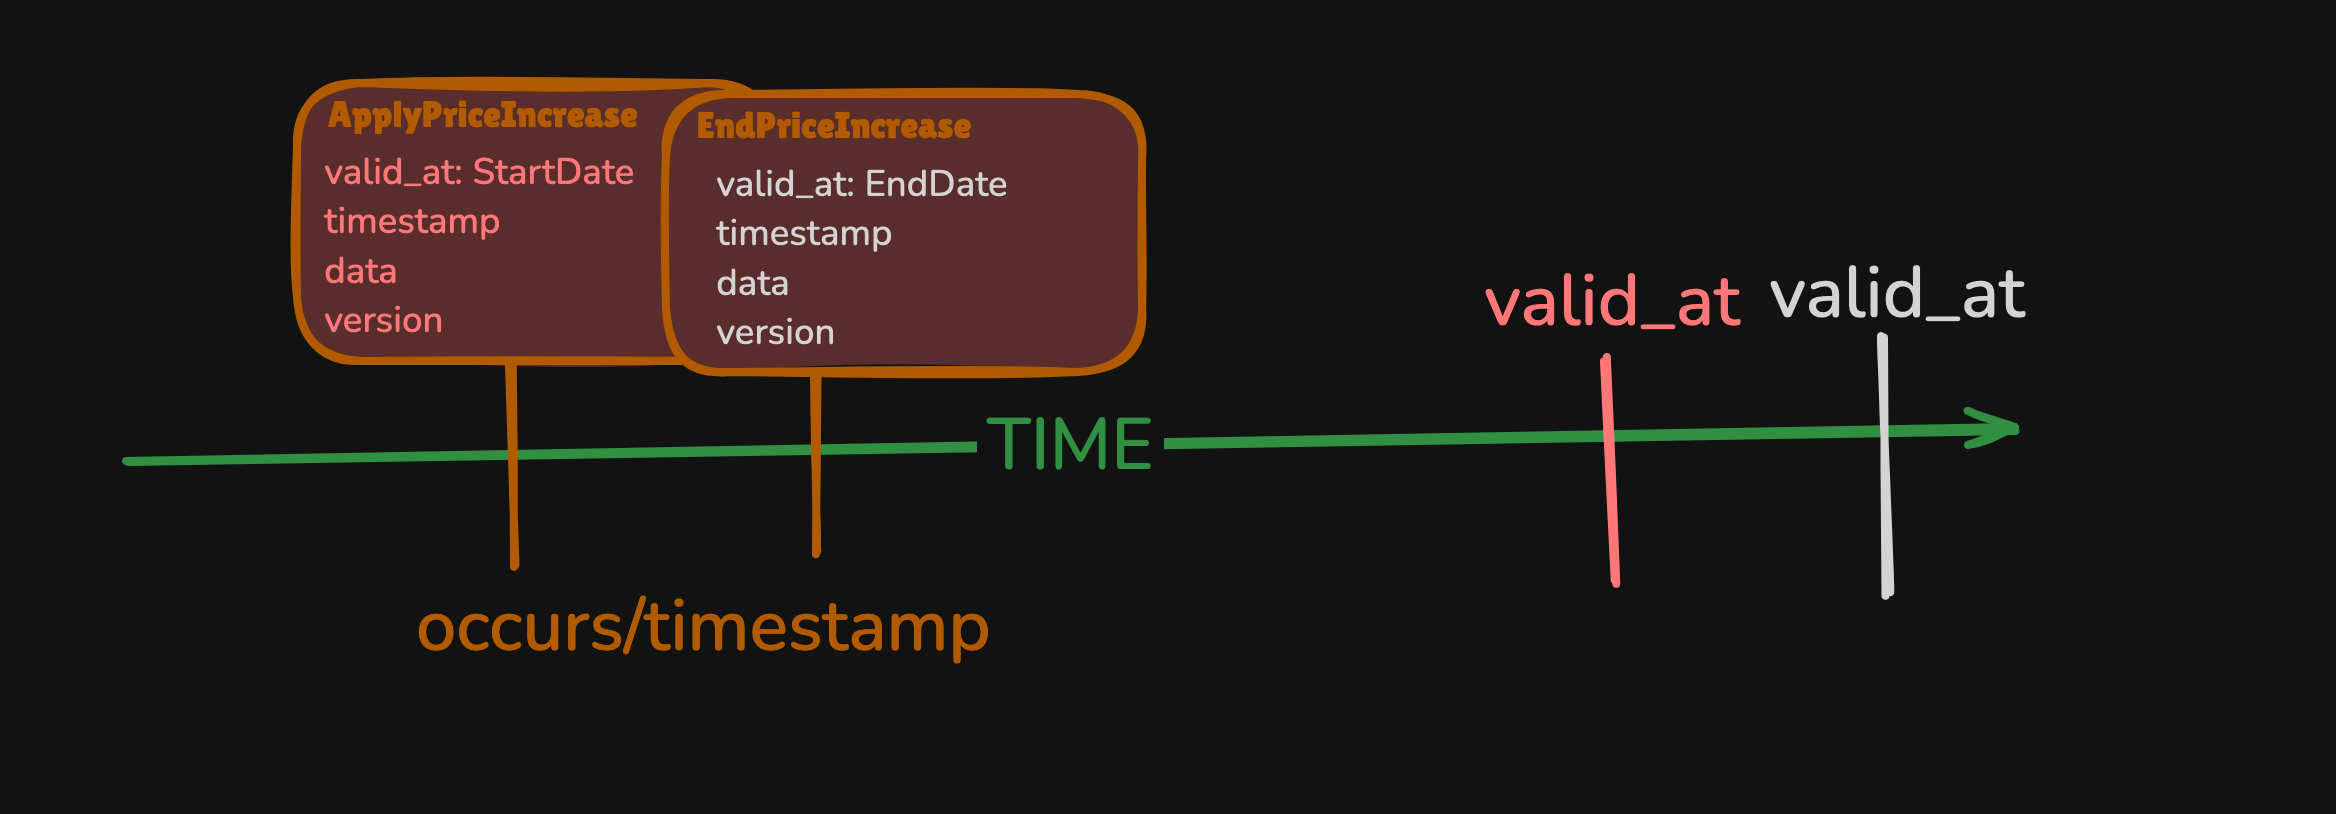 ApplyPriceIncrease
valid_at: StartDate
timestamp
data
version
EndPriceIncrease
valid_at: EndDate
timestamp
data
version
valid_at
valid_at
TIME
occurs/timestamp